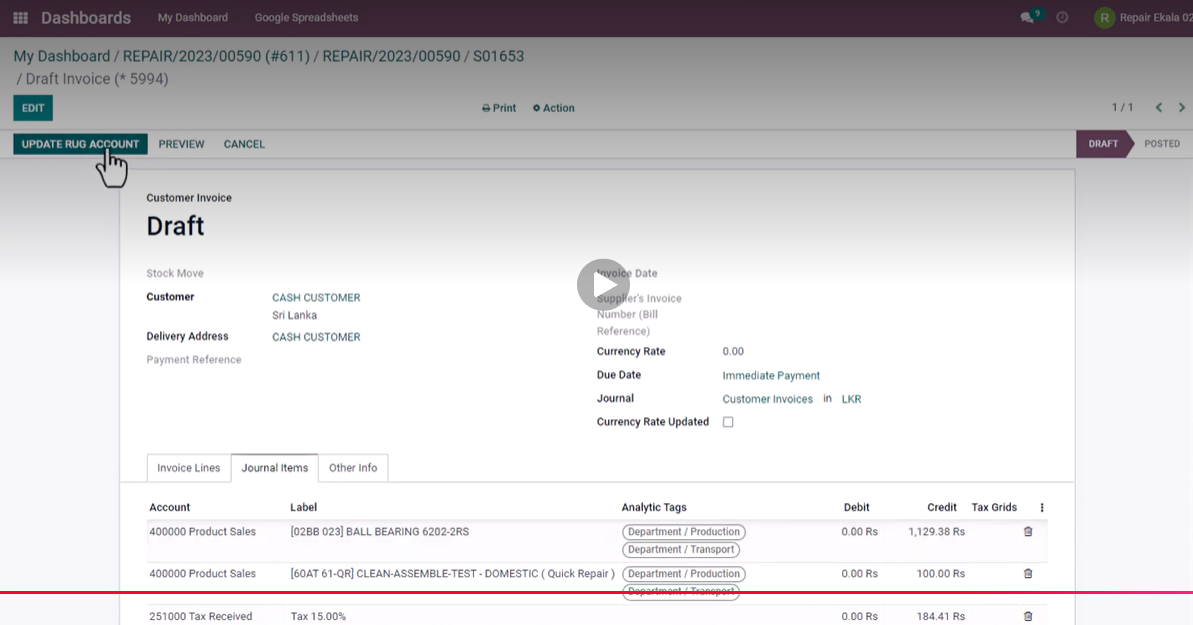 Dashboards My Dashboard Google Spreadsheets 9 R Repair Ekala 02
My Dashboard / REPAIR/2023/00590 (#611) / REPAIR/2023/00590 / S01653
/ Draft Invoice (* 5994)
EDIT Print Action 1 / 1
UPDATE RUG ACCOUNT PREVIEW CANCEL DRAFT POSTED
Customer Invoice
Draft
Stock Move Invoice Date
Customer CASH CUSTOMER Supplier's Invoice
Sri Lanka Number (Bill
Reference)
Delivery Address CASH CUSTOMER
Payment Reference Currency Rate 0.00
Due Date Immediate Payment
Journal Customer Invoices in LKR
Currency Rate Updated
Invoice Lines Journal Items Other Info
Account Label Analytic Tags Debit Credit Tax Grids
400000 Product Sales [02BB 023] BALL BEARING 6202-2RS Department / Production 0.00 Rs 1,129.38 Rs
Department / Transport
400000 Product Sales [60AT 61-QR] CLEAN-ASSEMBLE-TEST - DOMESTIC ( Quick Repair ) Department / Production 0.00 Rs 100.00 Rs
Department / Transport
251000 Tax Received Tax 15.00% 0.00 Rs 184.41 Rs